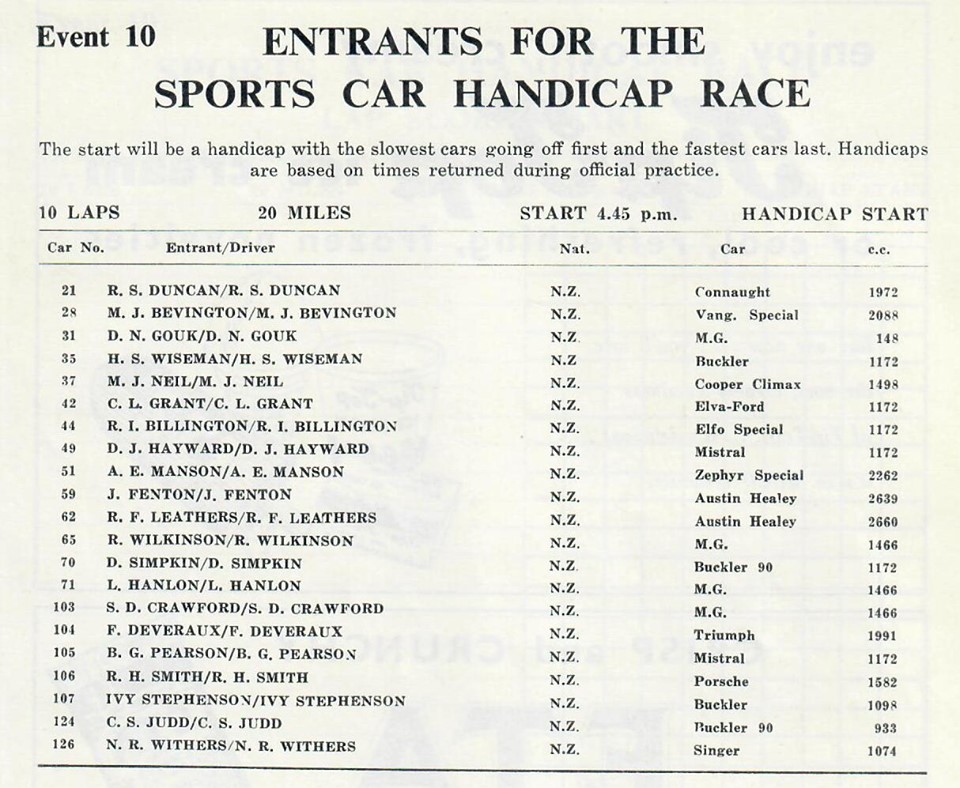 Event 10
ENTRANTS FOR THE
SPORTS CAR HANDICAP RACE
The start will be a handicap with the slowest cars going off first and the fastest cars last. Handicaps
are based on times returned during official practice.
10 LAPS 20 MILES START 4.45 p.m. HANDICAP START
Car No. Entrant/Driver Nat. Car c.c.
21 R. S. DUNCAN/R. S. DUNCAN N.Z. Connaught 1972
28 M. J. BEVINGTON/M. J. BEVINGTON N.Z. Vang. Special 2088
31 D. N. GOUK/D. N. GOUK N.Z M.G. 148
35 H. S. WISEMAN/H. S. WISEMAN N.Z Buckler 1172
37 M. J. NEIL/M. J. NEIL N.Z. Cooper Climax 1498
42 C. L. GRANT/C. L. GRANT N.Z. Elva-Ford 1172
44 R. I. BILLINGTON/R. I. BILLINGTON N.Z. Elfo Special 1172
49 D. J. HAYWARD/D. J. HAYWARD N.Z. Mistral 1172
51 A. E. MANSON/A. E. MANSON N.Z. Zephyr Special 2262
59 J. FENTON/J. FENTON N.Z. Austin Healey 2639
62 R. F. LEATHERS/R. F. LEATHERS N.Z. Austin Healey 2660
65 R. WILKINSON/R. WILKINSON N.Z. M.G. 1466
70 D. SIMPKIN/D. SIMPKIN N.Z. Buckler 90 1172
71 L. HANLON/L. HANLON N.Z. M.G. 1466
103 S. D. CRAWFORD/S. D. CRAWFORD N.Z. M.G. 1466
104 F. DEVERAUX/F. DEVERAUX N.Z. Triumph 1991
105 B. G. PEARSON/B. G. PEARSON N.Z. Mistral 1172
106 R. H. SMITH/R. H. SMITH N.Z. Porsche 1582
107 IVY STEPHENSON/IVY STEPHENSON N.Z. Buckler 1098
124 C. S. JUDD/C. S. JUDD N.Z. Buckler 90 933
126 N. R. WITHERS/N. R. WITHERS N.Z. Singer 1074